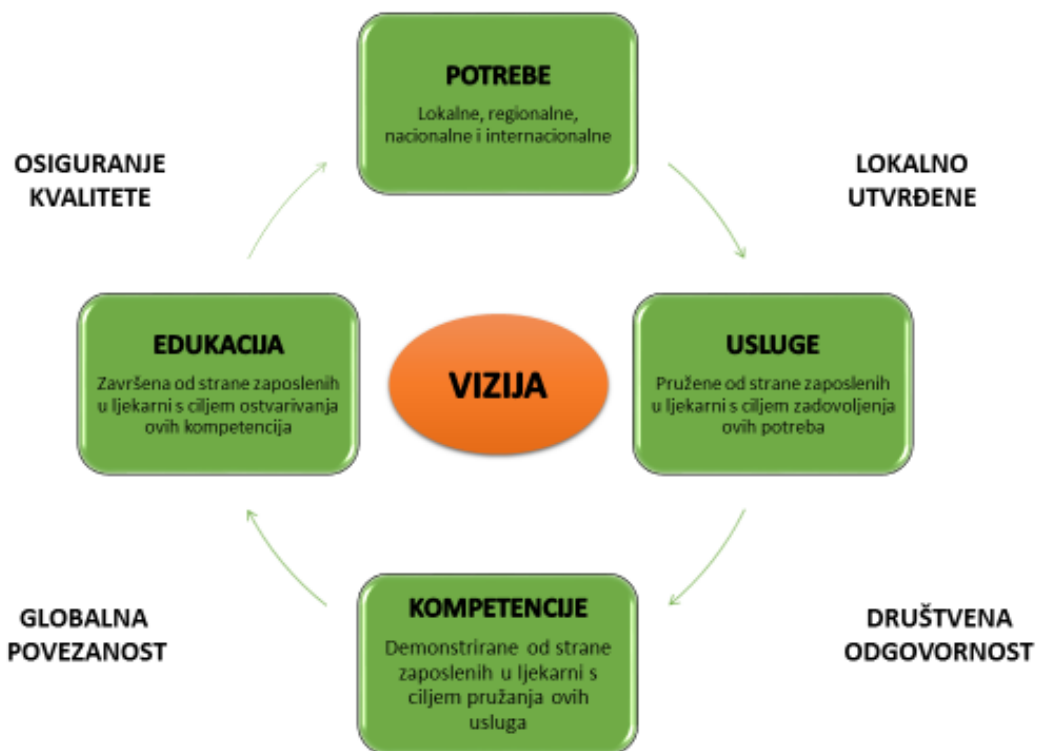 POTREBE
Lokalne, regionalne,
nacionalne i internacionalne
OSIGURANJE
KVALITETE
LOKALNO
UTVRĐENE
EDUKACIJA
Završena od strane zaposlenih
u ljekarni s ciljem ostvarivanja
ovih kompetencija
VIZIJA
USLUGE
Pružene od strane zaposlenih
u ljekarni s ciljem zadovoljenja
ovih potreba
GLOBALNA
POVEZANOST
KOMPETENCIJE
Demonstrirane od strane
zaposlenih u ljekarni s
ciljem pružanja ovih
usluga
DRUŠTVENA
ODGOVORNOST